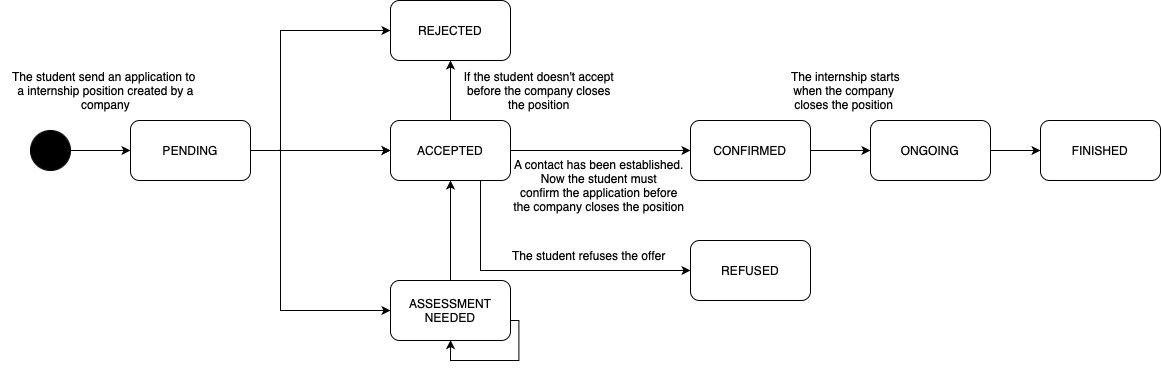 REJECTED
The student send an application to
a internship position created by a
company
If the student doesn't accept
before the company closes
the position
The internship starts
when the company
closes the position
PENDING
ACCEPTED
CONFIRMED
ONGOING
FINISHED
A contact has been established.
Now the student must
confirm the application before
the company closes the position
The student refuses the offer
REFUSED
ASSESSMENT
NEEDED